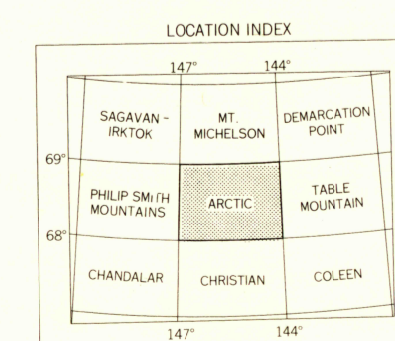 LOCATION INDEX
147° 144°
SAGAVAN-
IRKTOK
MT.
MICHELSON
DEMARCATION
POINT
69°
PHILIP SMITH
MOUNTAINS
ARCTIC
TABLE
MOUNTAIN
68°
CHANDALAR
CHRISTIAN
COLEEN
147° 144°